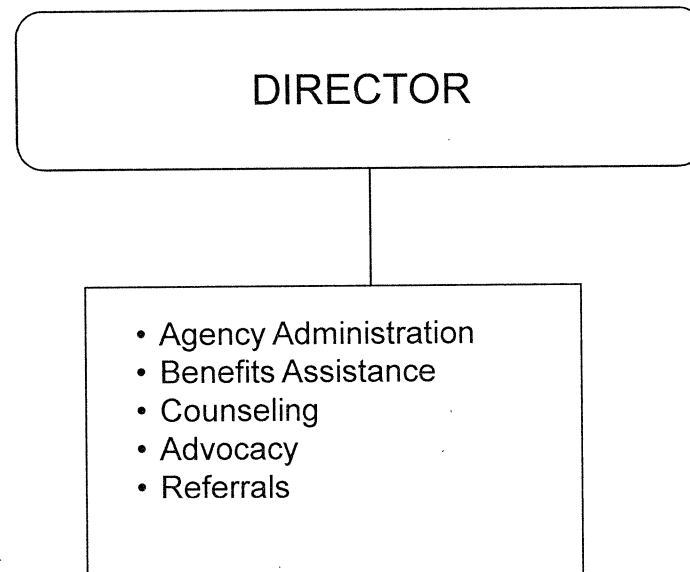 DIRECTOR
• Agency Administration
• Benefits Assistance
• Counseling
• Advocacy
• Referrals